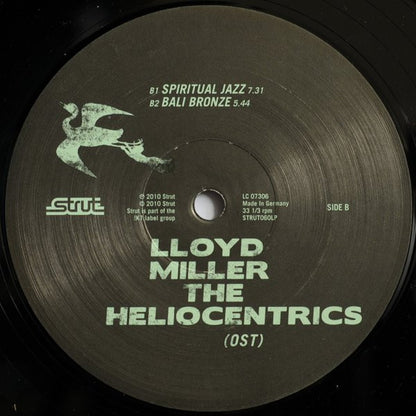 B1 SPIRITUAL JAZZ 7.31
B2 BALI BRONZE 5.44
Strut
℗ 2010 Strut
© 2010 Strut
Strut is part of the
!K7 label group
LC 07306
Made in Germany
33 1/3 rpm
STRUT060LP
SIDE B
LLOYD
MILLER
THE
HELIOCENTRICS
(OST)